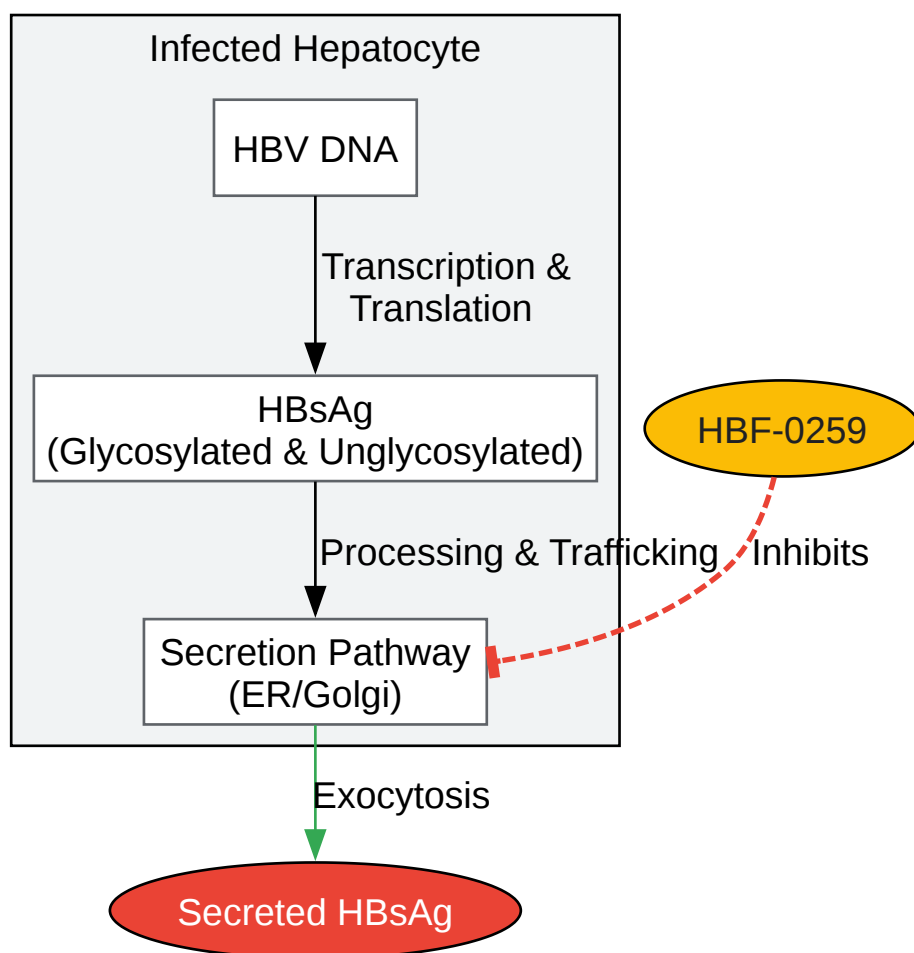 Infected Hepatocyte
HBV DNA
Transcription &
Translation
HBsAg
(Glycosylated & Unglycosylated)
HBF-0259
Processing & Trafficking
Inhibits
Secretion Pathway
(ER/Golgi)
Exocytosis
Secreted HBsAg